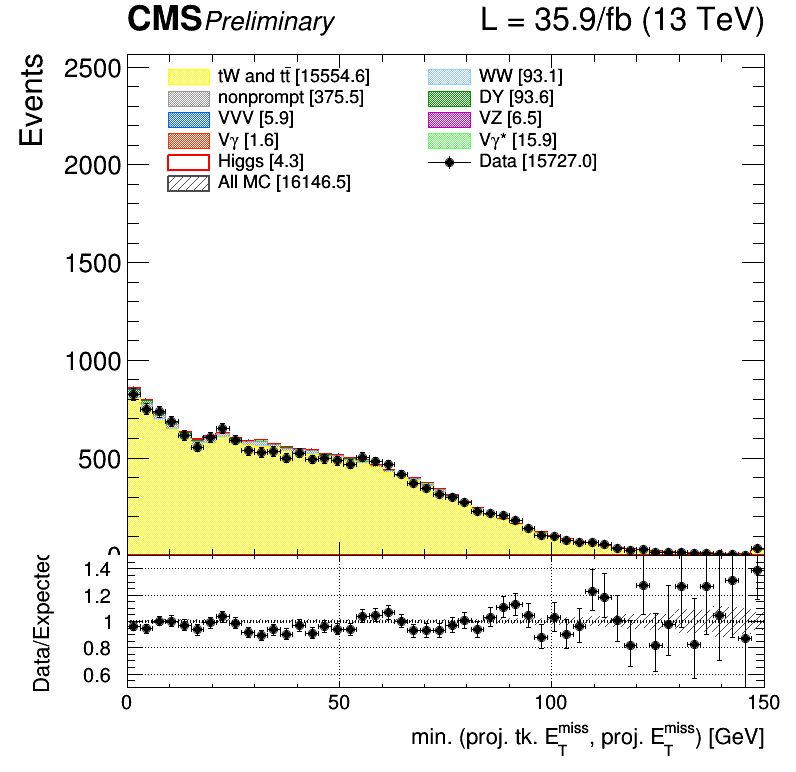 CMS Preliminary L = 35.9/fb (13 TeV)
Events
2500
2000
1500
1000
500
0
tW and tt̄ [15554.6]
nonprompt [375.5]
VVV [5.9]
Vγ [1.6]
Higgs [4.3]
All MC [16146.5]
WW [93.1]
DY [93.6]
VZ [6.5]
Vγ* [15.9]
Data [15727.0]
Data/Expected
1.4
1.2
1
0.8
0.6
0 50 100 150
min. (proj. tk. E_T^miss, proj. E_T^miss) [GeV]